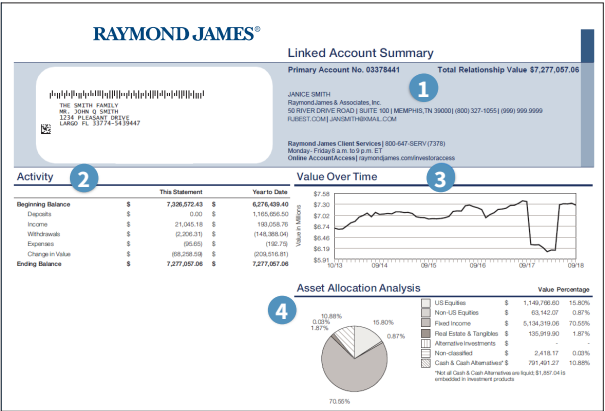 RAYMOND JAMES®
Linked Account Summary
Primary Account No. 03378441 Total Relationship Value $7,277,057.06
1
JANICE SMITH
Raymond James & Associates, Inc.
50 RIVER DRIVE ROAD | SUITE 100 | MEMPHIS, TN 39000 | (800) 327-1055 | (999) 999.9999
RJBEST.COM | JANSMITH@XMAIL.COM
THE SMITH FAMILY
MR. JOHN Q SMITH
1234 PLEASANT DRIVE
LARGO FL 33774-5439447
Raymond James Client Services | 800-647-SERV (7378)
Monday - Friday 8 a.m. to 9 p.m. ET
Online Account Access | raymondjames.com/investoraccess
Activity
2
This Statement Year to Date
Beginning Balance $ 7,326,572.43 $ 6,276,439.40
Deposits $ 0.00 $ 1,165,656.50
Income $ 21,045.18 $ 193,058.76
Withdrawals $ (2,206.31) $ (148,388.04)
Expenses $ (95.65) $ (192.75)
Change in Value $ (68,258.59) $ (209,516.81)
Ending Balance $ 7,277,057.06 $ 7,277,057.06
Value Over Time
3
Value in Millions
$7.58
$7.30
$7.02
$6.74
$6.46
$6.19
$5.91
10/13 09/14 09/15 09/16 09/17 09/18
Asset Allocation Analysis
4
Value Percentage
US Equities $ 1,149,786.60 15.80%
Non-US Equities $ 63,142.07 0.87%
Fixed Income $ 5,134,319.06 70.55%
Real Estate & Tangibles $ 135,919.90 1.87%
Alternative Investments $ - -
Non-classified $ 2,418.17 0.03%
Cash & Cash Alternatives* $ 791,491.27 10.88%
*Not all Cash & Cash Alternatives are liquid; $1,887.04 is
embedded in investment products
10.88%
0.03%
1.87%
15.80%
0.87%
70.55%